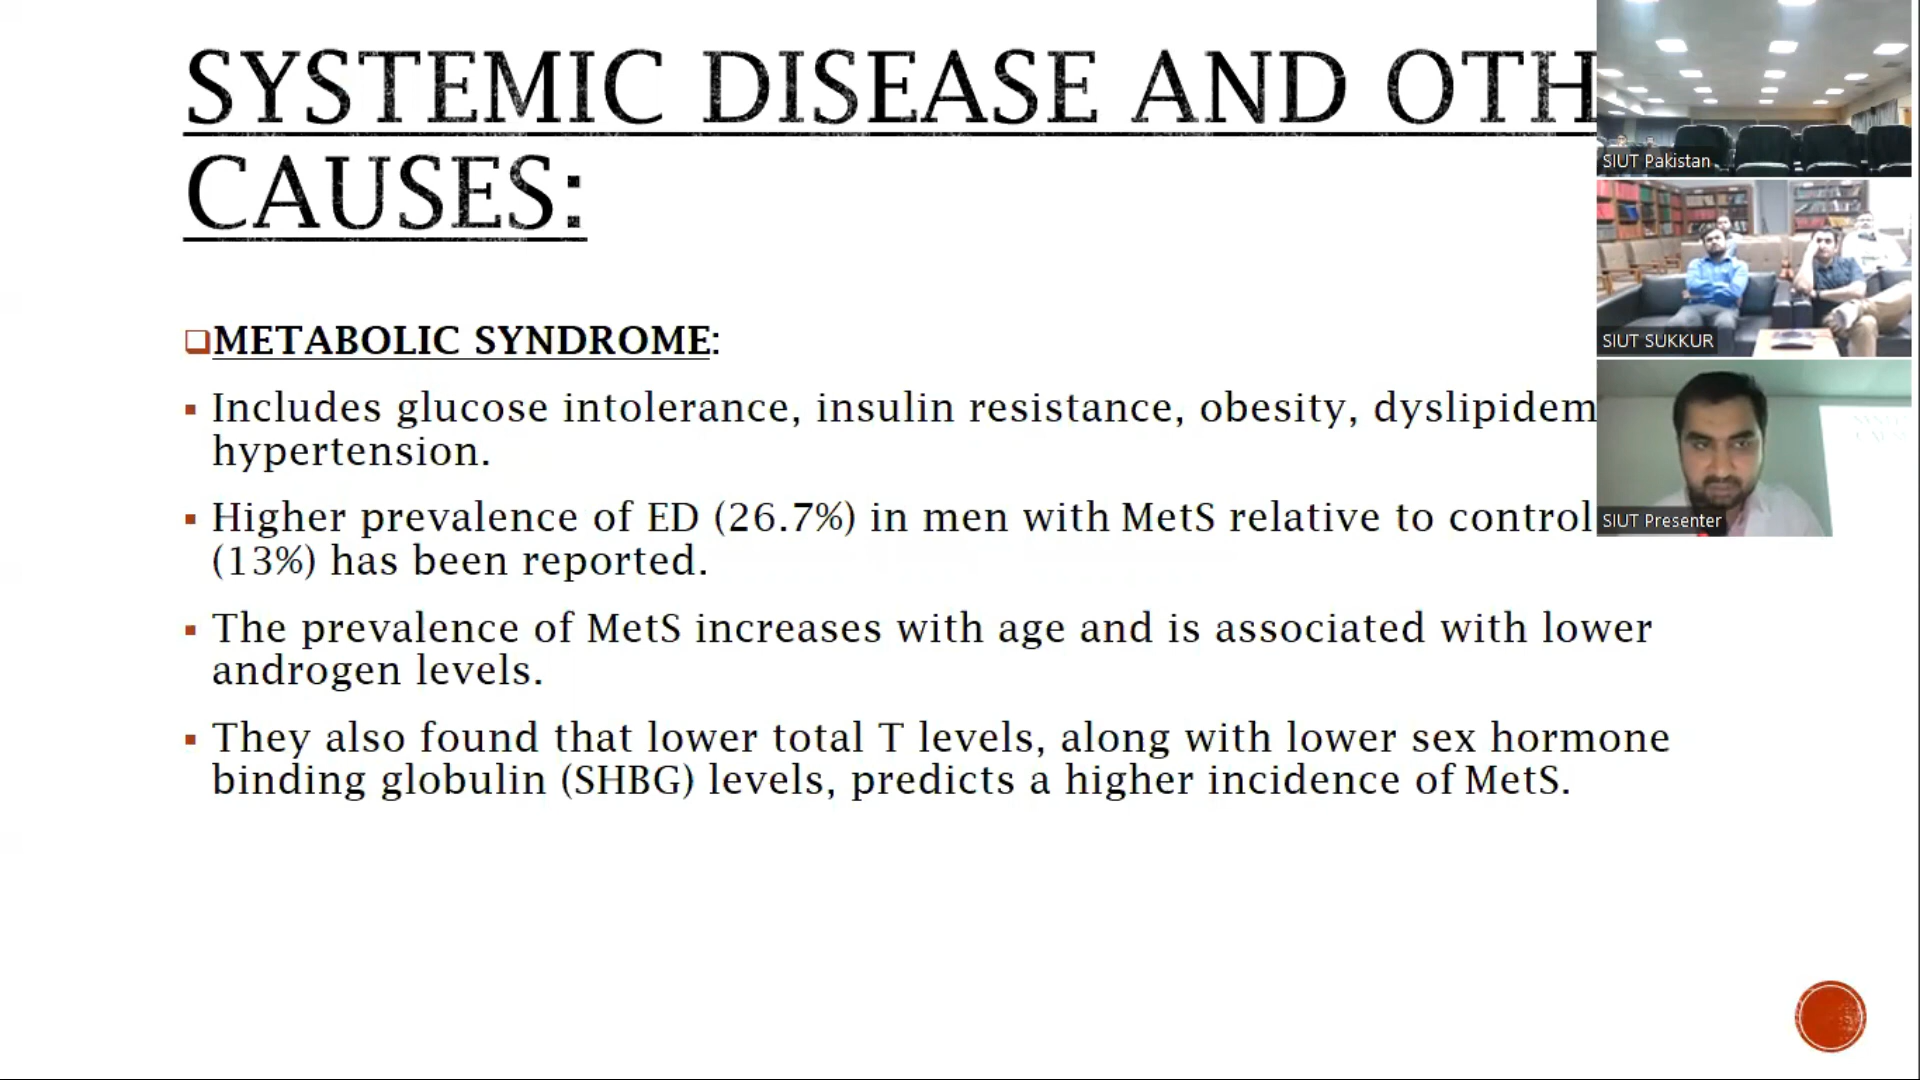 SYSTEMIC DISEASE AND OTH
CAUSES:
METABOLIC SYNDROME:
Includes glucose intolerance, insulin resistance, obesity, dyslipidem
hypertension.
Higher prevalence of ED (26.7%) in men with MetS relative to control
(13%) has been reported.
The prevalence of MetS increases with age and is associated with lower
androgen levels.
They also found that lower total T levels, along with lower sex hormone
binding globulin (SHBG) levels, predicts a higher incidence of MetS.
SIUT Pakistan
SIUT SUKKUR
SIUT Presenter